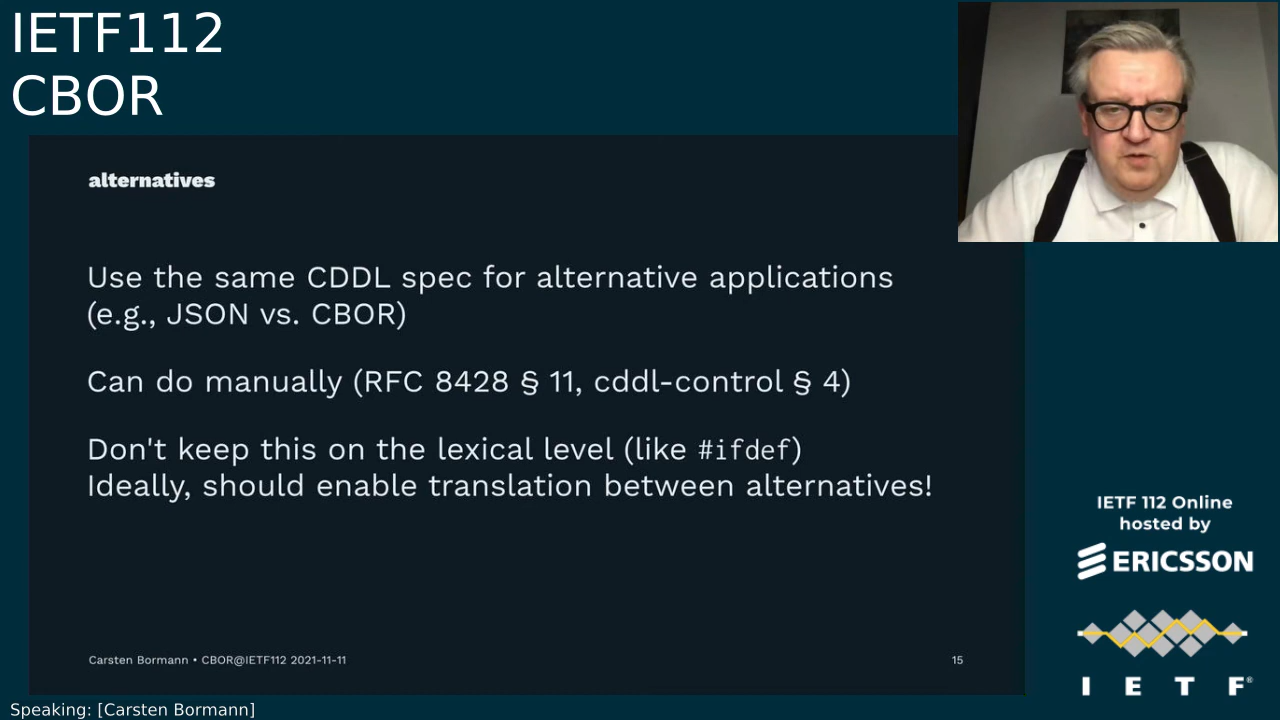 IETF112
CBOR
alternatives
Use the same CDDL spec for alternative applications
(e.g., JSON vs. CBOR)
Can do manually (RFC 8428 § 11, cddl-control § 4)
Don't keep this on the lexical level (like #ifdef)
Ideally, should enable translation between alternatives!
Carsten Bormann • CBOR@IETF112 2021-11-11
15
IETF 112 Online
hosted by
ERICSSON
I E T F®
Speaking: [Carsten Bormann]